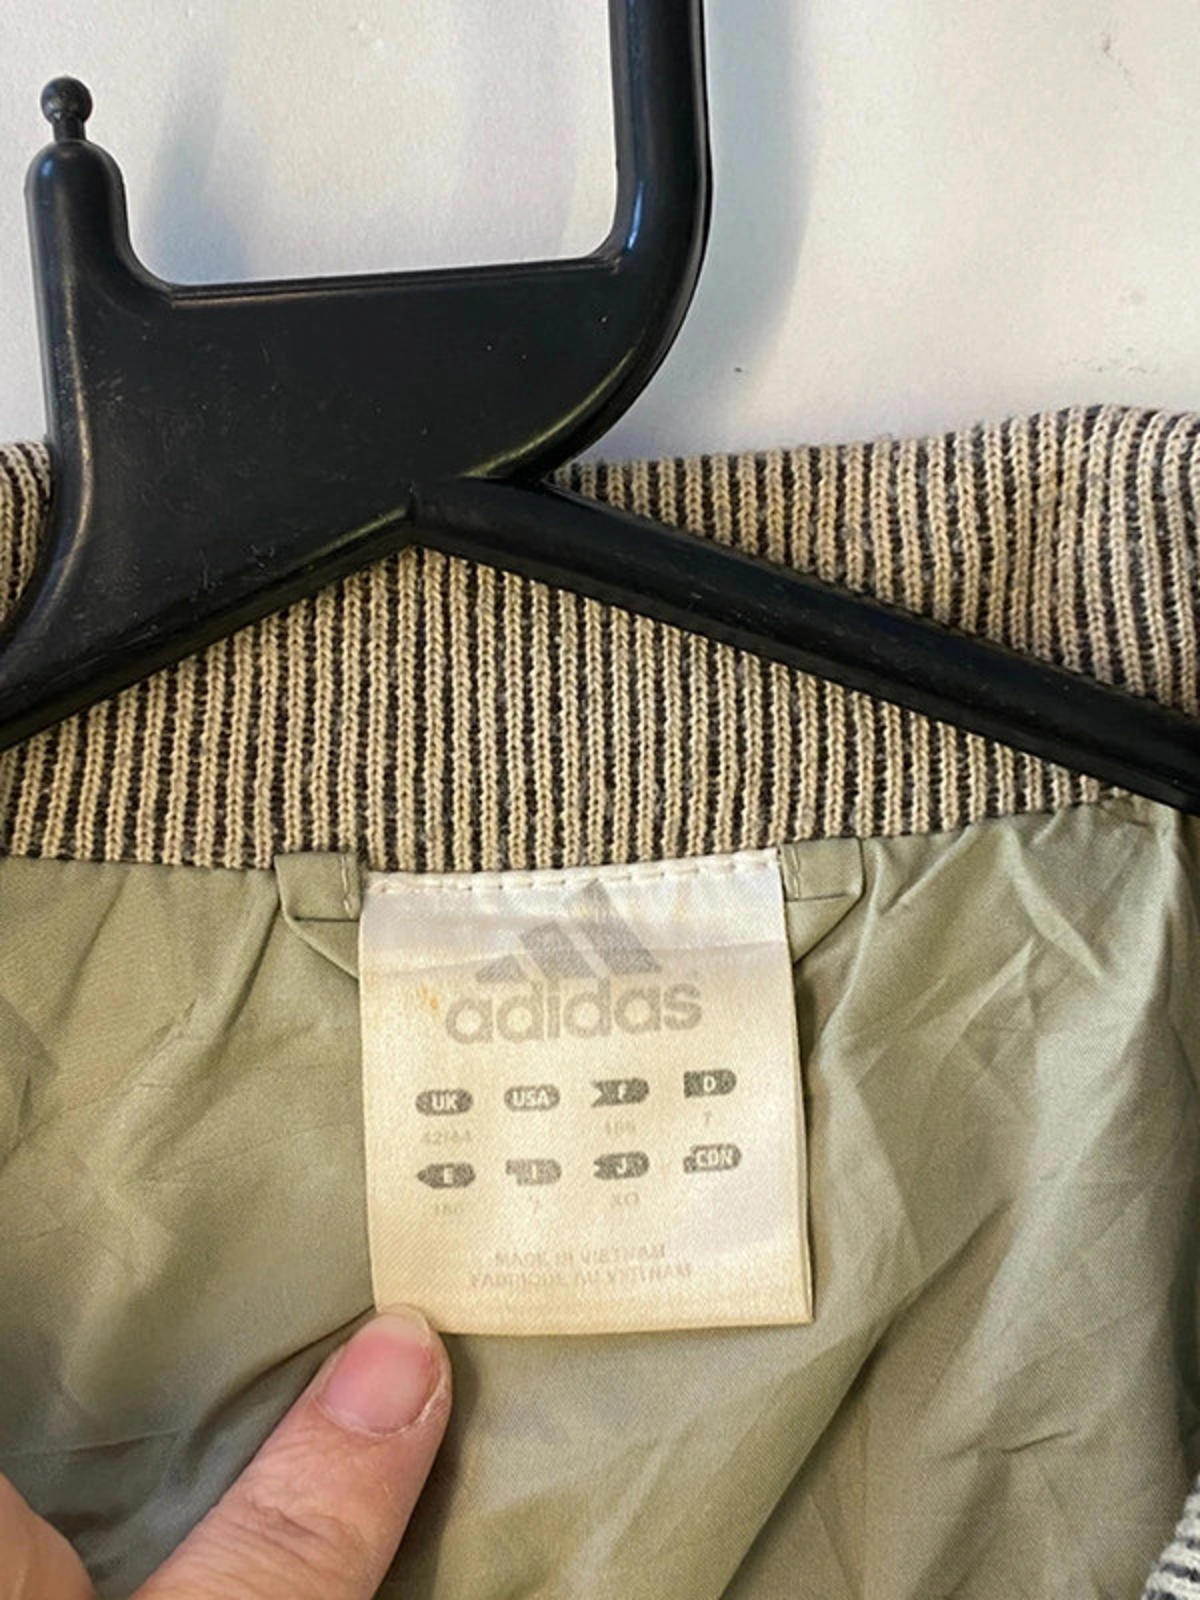 adidas
UK USA F D
42/44 186 7
E I J CDN
186 7 XO
MADE IN VIETNAM
FABRIQUE AU VIETNAM